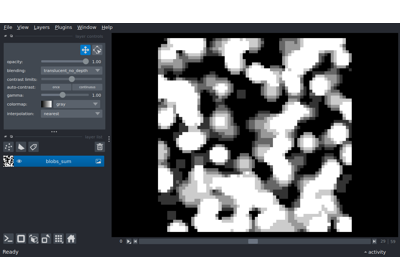 File View Layers Plugins Window Help
opacity: 1.00
blending: translucent_no_depth
contrast limits:
auto-contrast: once continuous
gamma: 1.00
colormap: gray
interpolation: nearest
blobs_sum
Ready
activity